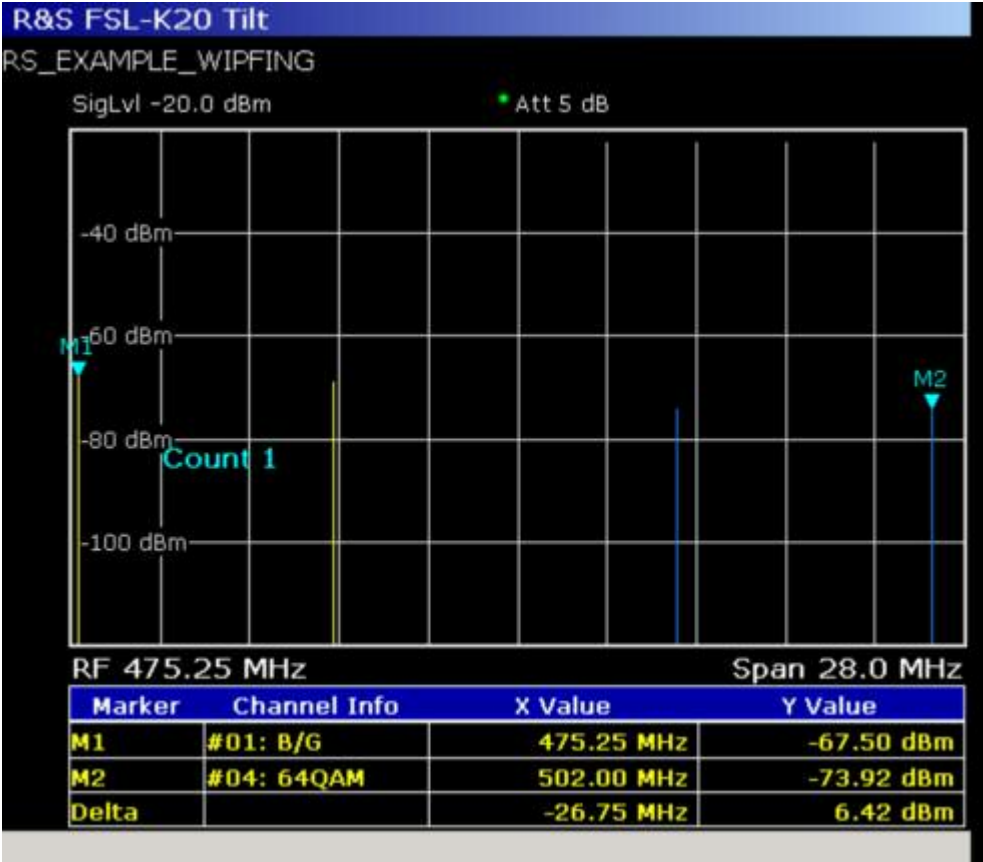 R&S FSL-K20 Tilt
RS_EXAMPLE_WIPFING
SigLvl -20.0 dBm Att 5 dB
-40 dBm
-60 dBm
M1
M2
-80 dBm
Count 1
-100 dBm
RF 475.25 MHz Span 28.0 MHz
Marker Channel Info X Value Y Value
M1 #01: B/G 475.25 MHz -67.50 dBm
M2 #04: 64QAM 502.00 MHz -73.92 dBm
Delta -26.75 MHz 6.42 dBm